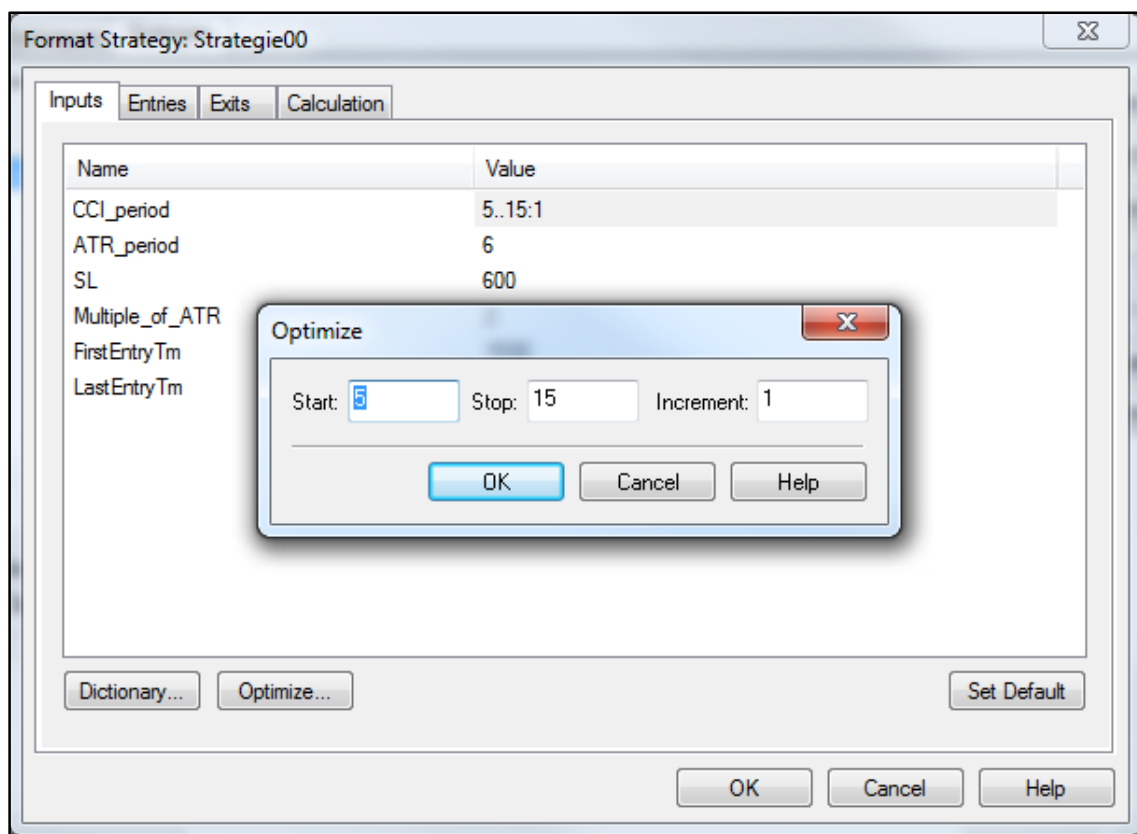 Format Strategy: Strategie00
Inputs Entries Exits Calculation
Name Value
CCI_period 5..15:1
ATR_period 6
SL 600
Multiple_of_ATR
FirstEntryTm
LastEntryTm
Optimize
Start: 5 Stop: 15 Increment: 1
OK Cancel Help
Dictionary... Optimize... Set Default
OK Cancel Help